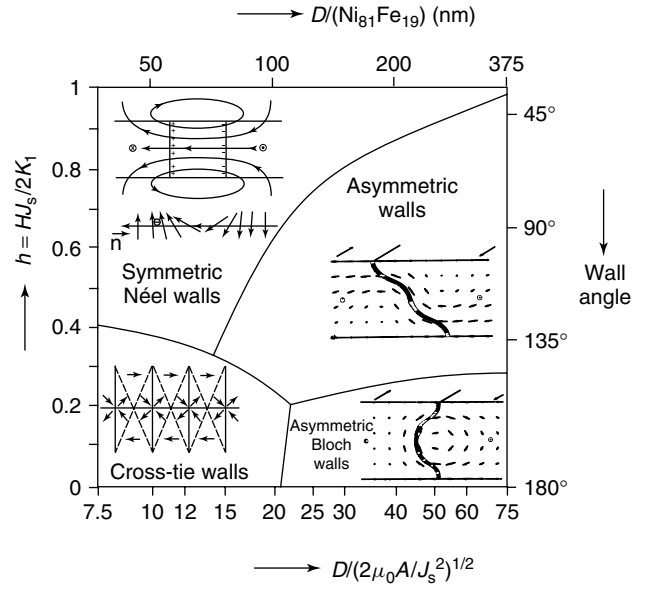 D/(Ni₈₁Fe₁₉) (nm)
50 100 200 375
1
0.8
0.6
0.4
0.2
0
h = HJₛ/2K₁
45°
90°
135°
180°
Wall
angle
n
Symmetric
Néel walls
Asymmetric
walls
Cross-tie walls
Asymmetric
Bloch
walls
7.5 10 12 15 20 25 30 40 50 60 75
D/(2μ₀A/Jₛ²)¹/²